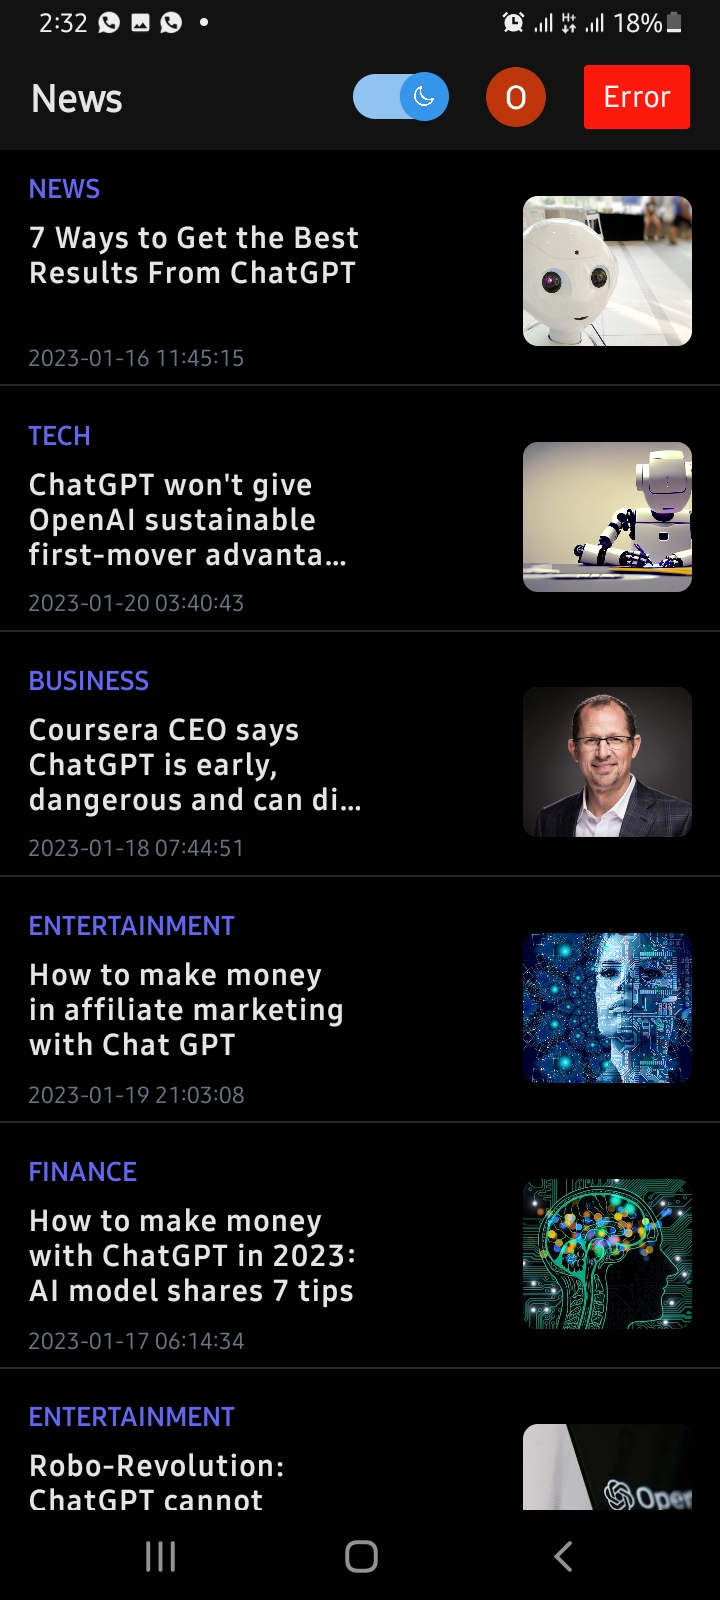 2:32
H+
18%
News
O
Error
NEWS
7 Ways to Get the Best
Results From ChatGPT
2023-01-16 11:45:15
TECH
ChatGPT won't give
OpenAI sustainable
first-mover advanta...
2023-01-20 03:40:43
BUSINESS
Coursera CEO says
ChatGPT is early,
dangerous and can di...
2023-01-18 07:44:51
ENTERTAINMENT
How to make money
in affiliate marketing
with Chat GPT
2023-01-19 21:03:08
FINANCE
How to make money
with ChatGPT in 2023:
AI model shares 7 tips
2023-01-17 06:14:34
ENTERTAINMENT
Robo-Revolution:
ChatGPT cannot
Open